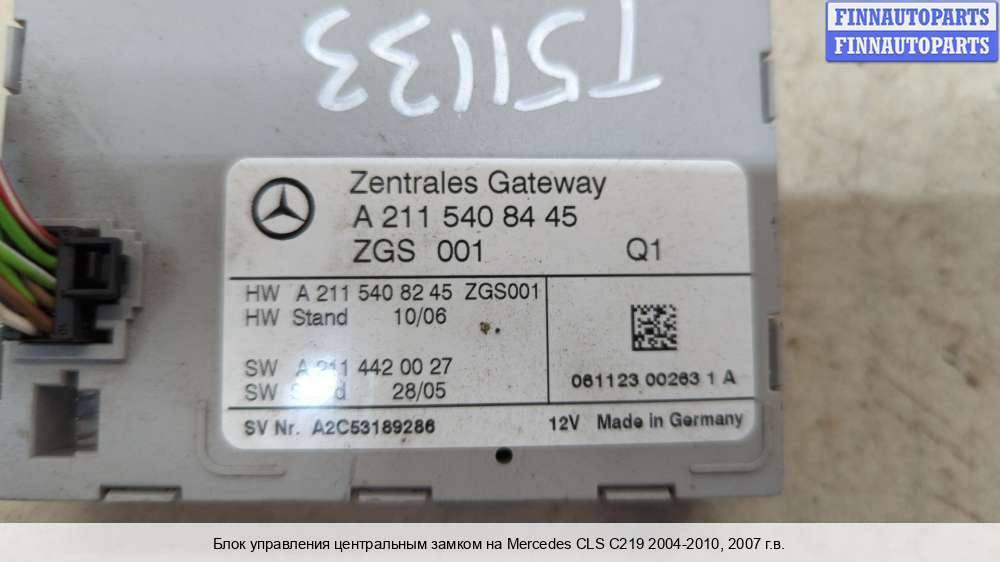 FINNAUTOPARTS
FINNAUTOPARTS
T51133
Zentrales Gateway
A 211 540 84 45
ZGS 001 Q1
HW A 211 540 82 45 ZGS001
HW Stand 10/06
SW A 211 442 00 27
SW Stand 28/05
061123 00263 1 A
SV Nr. A2C53189286 12V Made in Germany
Блок управления центральным замком на Mercedes CLS C219 2004-2010, 2007 г.в.